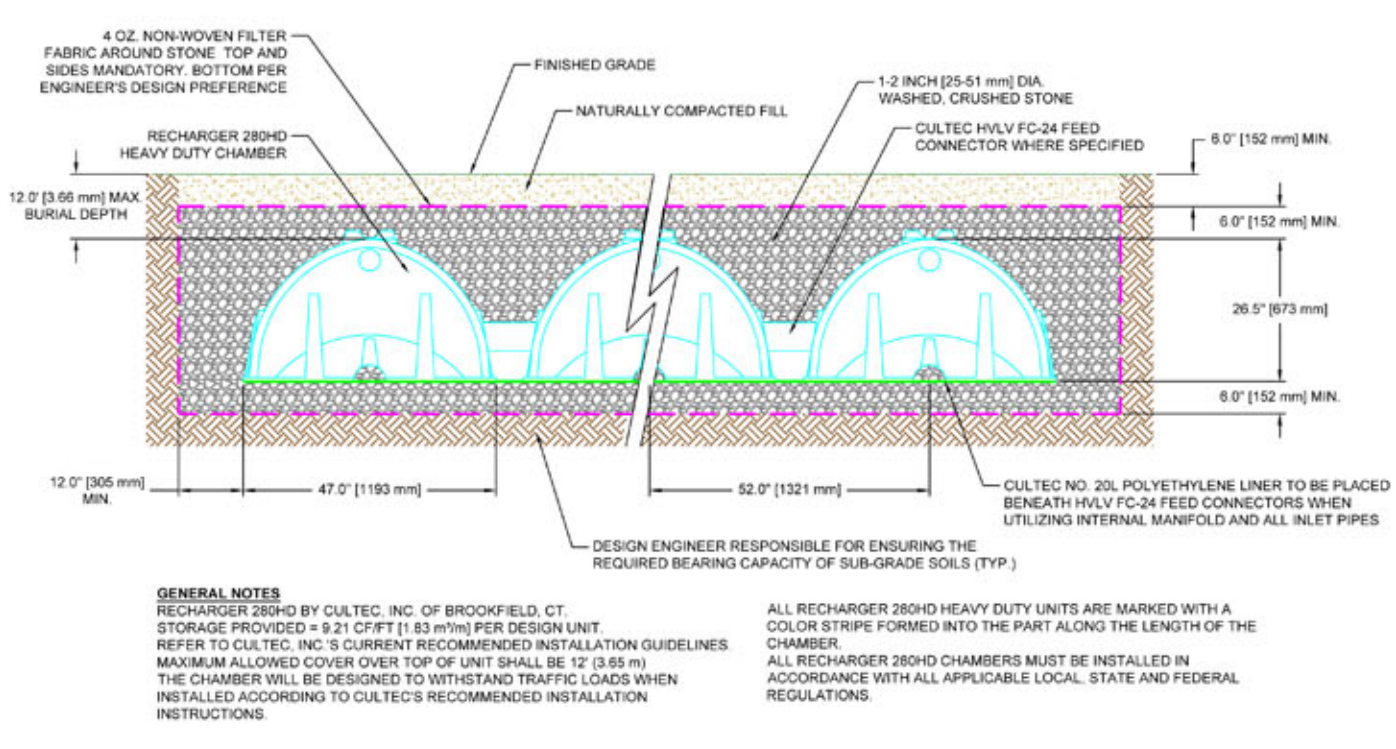 4 OZ. NON-WOVEN FILTER
FABRIC AROUND STONE TOP AND
SIDES MANDATORY. BOTTOM PER
ENGINEER'S DESIGN PREFERENCE
FINISHED GRADE
1-2 INCH [25-51 mm] DIA.
WASHED, CRUSHED STONE
NATURALLY COMPACTED FILL
RECHARGER 280HD
HEAVY DUTY CHAMBER
CULTEC HVLV FC-24 FEED
CONNECTOR WHERE SPECIFIED
6.0" [152 mm] MIN.
12.0' [3.66 mm] MAX.
BURIAL DEPTH
6.0" [152 mm] MIN.
26.5" [673 mm]
6.0" [152 mm] MIN.
12.0" [305 mm]
MIN.
47.0" [1193 mm]
52.0" [1321 mm]
CULTEC NO. 20L POLYETHYLENE LINER TO BE PLACED
BENEATH HVLV FC-24 FEED CONNECTORS WHEN
UTILIZING INTERNAL MANIFOLD AND ALL INLET PIPES
DESIGN ENGINEER RESPONSIBLE FOR ENSURING THE
REQUIRED BEARING CAPACITY OF SUB-GRADE SOILS (TYP.)
GENERAL NOTES
RECHARGER 280HD BY CULTEC, INC. OF BROOKFIELD, CT.
STORAGE PROVIDED = 9.21 CF/FT [1.83 m³/m] PER DESIGN UNIT.
REFER TO CULTEC, INC.'S CURRENT RECOMMENDED INSTALLATION GUIDELINES.
MAXIMUM ALLOWED COVER OVER TOP OF UNIT SHALL BE 12' (3.65 m)
THE CHAMBER WILL BE DESIGNED TO WITHSTAND TRAFFIC LOADS WHEN
INSTALLED ACCORDING TO CULTEC'S RECOMMENDED INSTALLATION
INSTRUCTIONS.
ALL RECHARGER 280HD HEAVY DUTY UNITS ARE MARKED WITH A
COLOR STRIPE FORMED INTO THE PART ALONG THE LENGTH OF THE
CHAMBER.
ALL RECHARGER 280HD CHAMBERS MUST BE INSTALLED IN
ACCORDANCE WITH ALL APPLICABLE LOCAL, STATE AND FEDERAL
REGULATIONS.